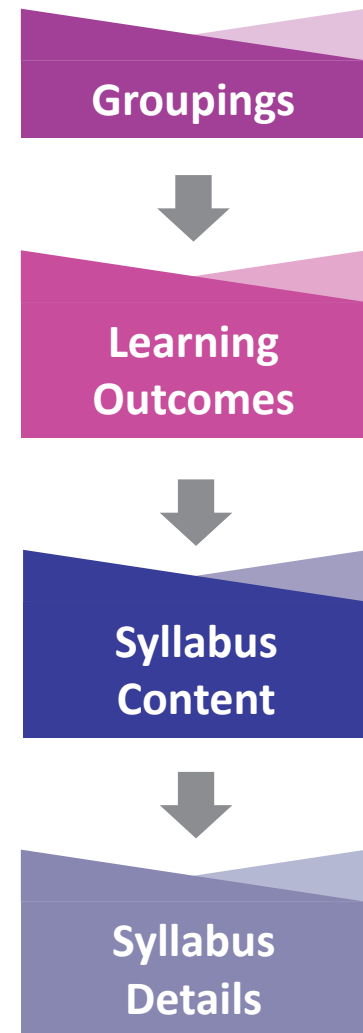 Groupings
Learning
Outcomes
Syllabus
Content
Syllabus
Details